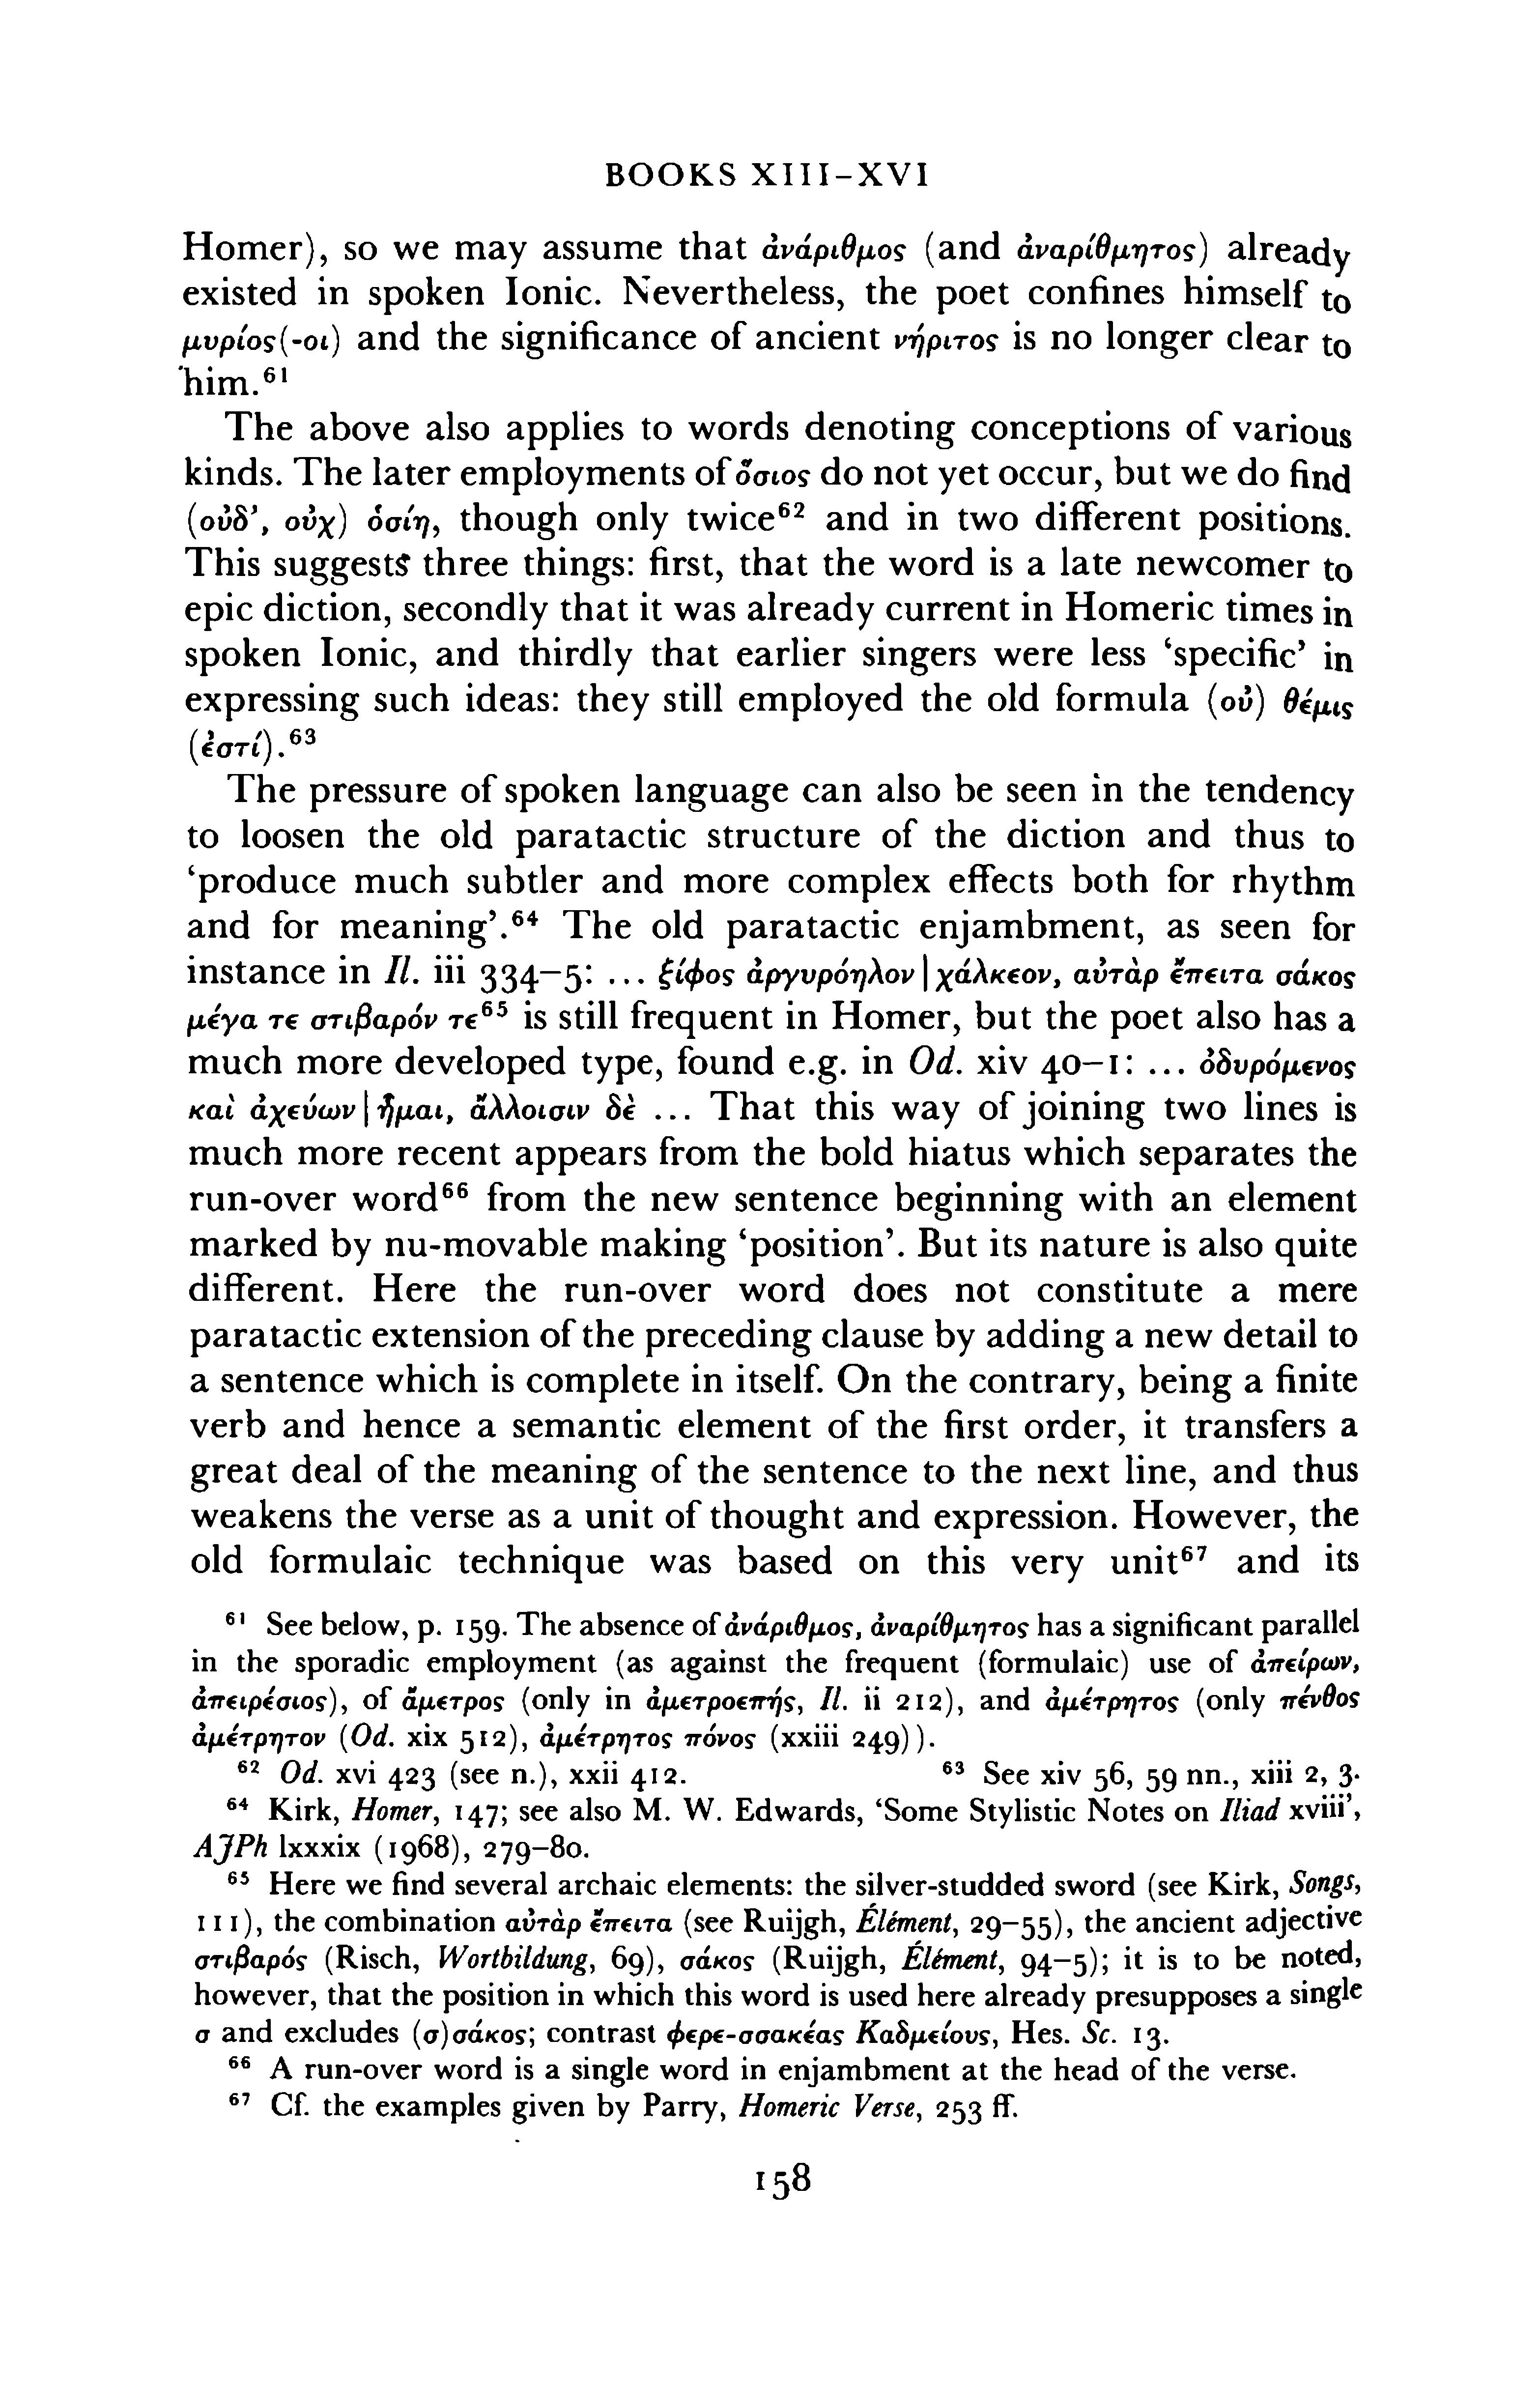 BOOKS XIII–XVI
Homer), so we may assume that ἀνάριθμος (and ἀναρίθμητος) already
existed in spoken Ionic. Nevertheless, the poet confines himself to
μυρίος(-οι) and the significance of ancient νήριτος is no longer clear to
him.⁶¹
The above also applies to words denoting conceptions of various
kinds. The later employments of ὅσιος do not yet occur, but we do find
(οὐδ’, οὐχ) ὁσίη, though only twice⁶² and in two different positions.
This suggests three things: first, that the word is a late newcomer to
epic diction, secondly that it was already current in Homeric times in
spoken Ionic, and thirdly that earlier singers were less ‘specific’ in
expressing such ideas: they still employed the old formula (οὐ) θέμις
(ἐστί).⁶³
The pressure of spoken language can also be seen in the tendency
to loosen the old paratactic structure of the diction and thus to
‘produce much subtler and more complex effects both for rhythm
and for meaning’.⁶⁴ The old paratactic enjambment, as seen for
instance in Il. iii 334–5: ... ξίφος ἀργυρόηλον | χάλκεον, αὐτὰρ ἔπειτα σάκος
μέγα τε στιβαρόν τε⁶⁵ is still frequent in Homer, but the poet also has a
much more developed type, found e.g. in Od. xiv 40–1: ... ὀδυρόμενος
καὶ ἀχεύων | ἧμαι, ἄλλοισιν δὲ ... That this way of joining two lines is
much more recent appears from the bold hiatus which separates the
run-over word⁶⁶ from the new sentence beginning with an element
marked by nu-movable making ‘position’. But its nature is also quite
different. Here the run-over word does not constitute a mere
paratactic extension of the preceding clause by adding a new detail to
a sentence which is complete in itself. On the contrary, being a finite
verb and hence a semantic element of the first order, it transfers a
great deal of the meaning of the sentence to the next line, and thus
weakens the verse as a unit of thought and expression. However, the
old formulaic technique was based on this very unit⁶⁷ and its
⁶¹ See below, p. 159. The absence of ἀνάριθμος, ἀναρίθμητος has a significant parallel
in the sporadic employment (as against the frequent (formulaic) use of ἀπείρων,
ἀπειρέσιος), of ἄμετρος (only in ἀμετροεπής, Il. ii 212), and ἀμέτρητος (only πένθος
ἀμέτρητον (Od. xix 512), ἀμέτρητος πόνος (xxiii 249)).
⁶² Od. xvi 423 (see n.), xxii 412. ⁶³ See xiv 56, 59 nn., xiii 2, 3.
⁶⁴ Kirk, Homer, 147; see also M. W. Edwards, ‘Some Stylistic Notes on Iliad xviii’,
AJPh lxxxix (1968), 279–80.
⁶⁵ Here we find several archaic elements: the silver-studded sword (see Kirk, Songs,
111), the combination αὐτὰρ ἔπειτα (see Ruijgh, Élément, 29–55), the ancient adjective
στιβαρός (Risch, Wortbildung, 69), σάκος (Ruijgh, Élément, 94–5); it is to be noted,
however, that the position in which this word is used here already presupposes a single
σ and excludes (σ)σάκος; contrast φερε-σσακέας Καδμείους, Hes. Sc. 13.
⁶⁶ A run-over word is a single word in enjambment at the head of the verse.
⁶⁷ Cf. the examples given by Parry, Homeric Verse, 253 ff.
158